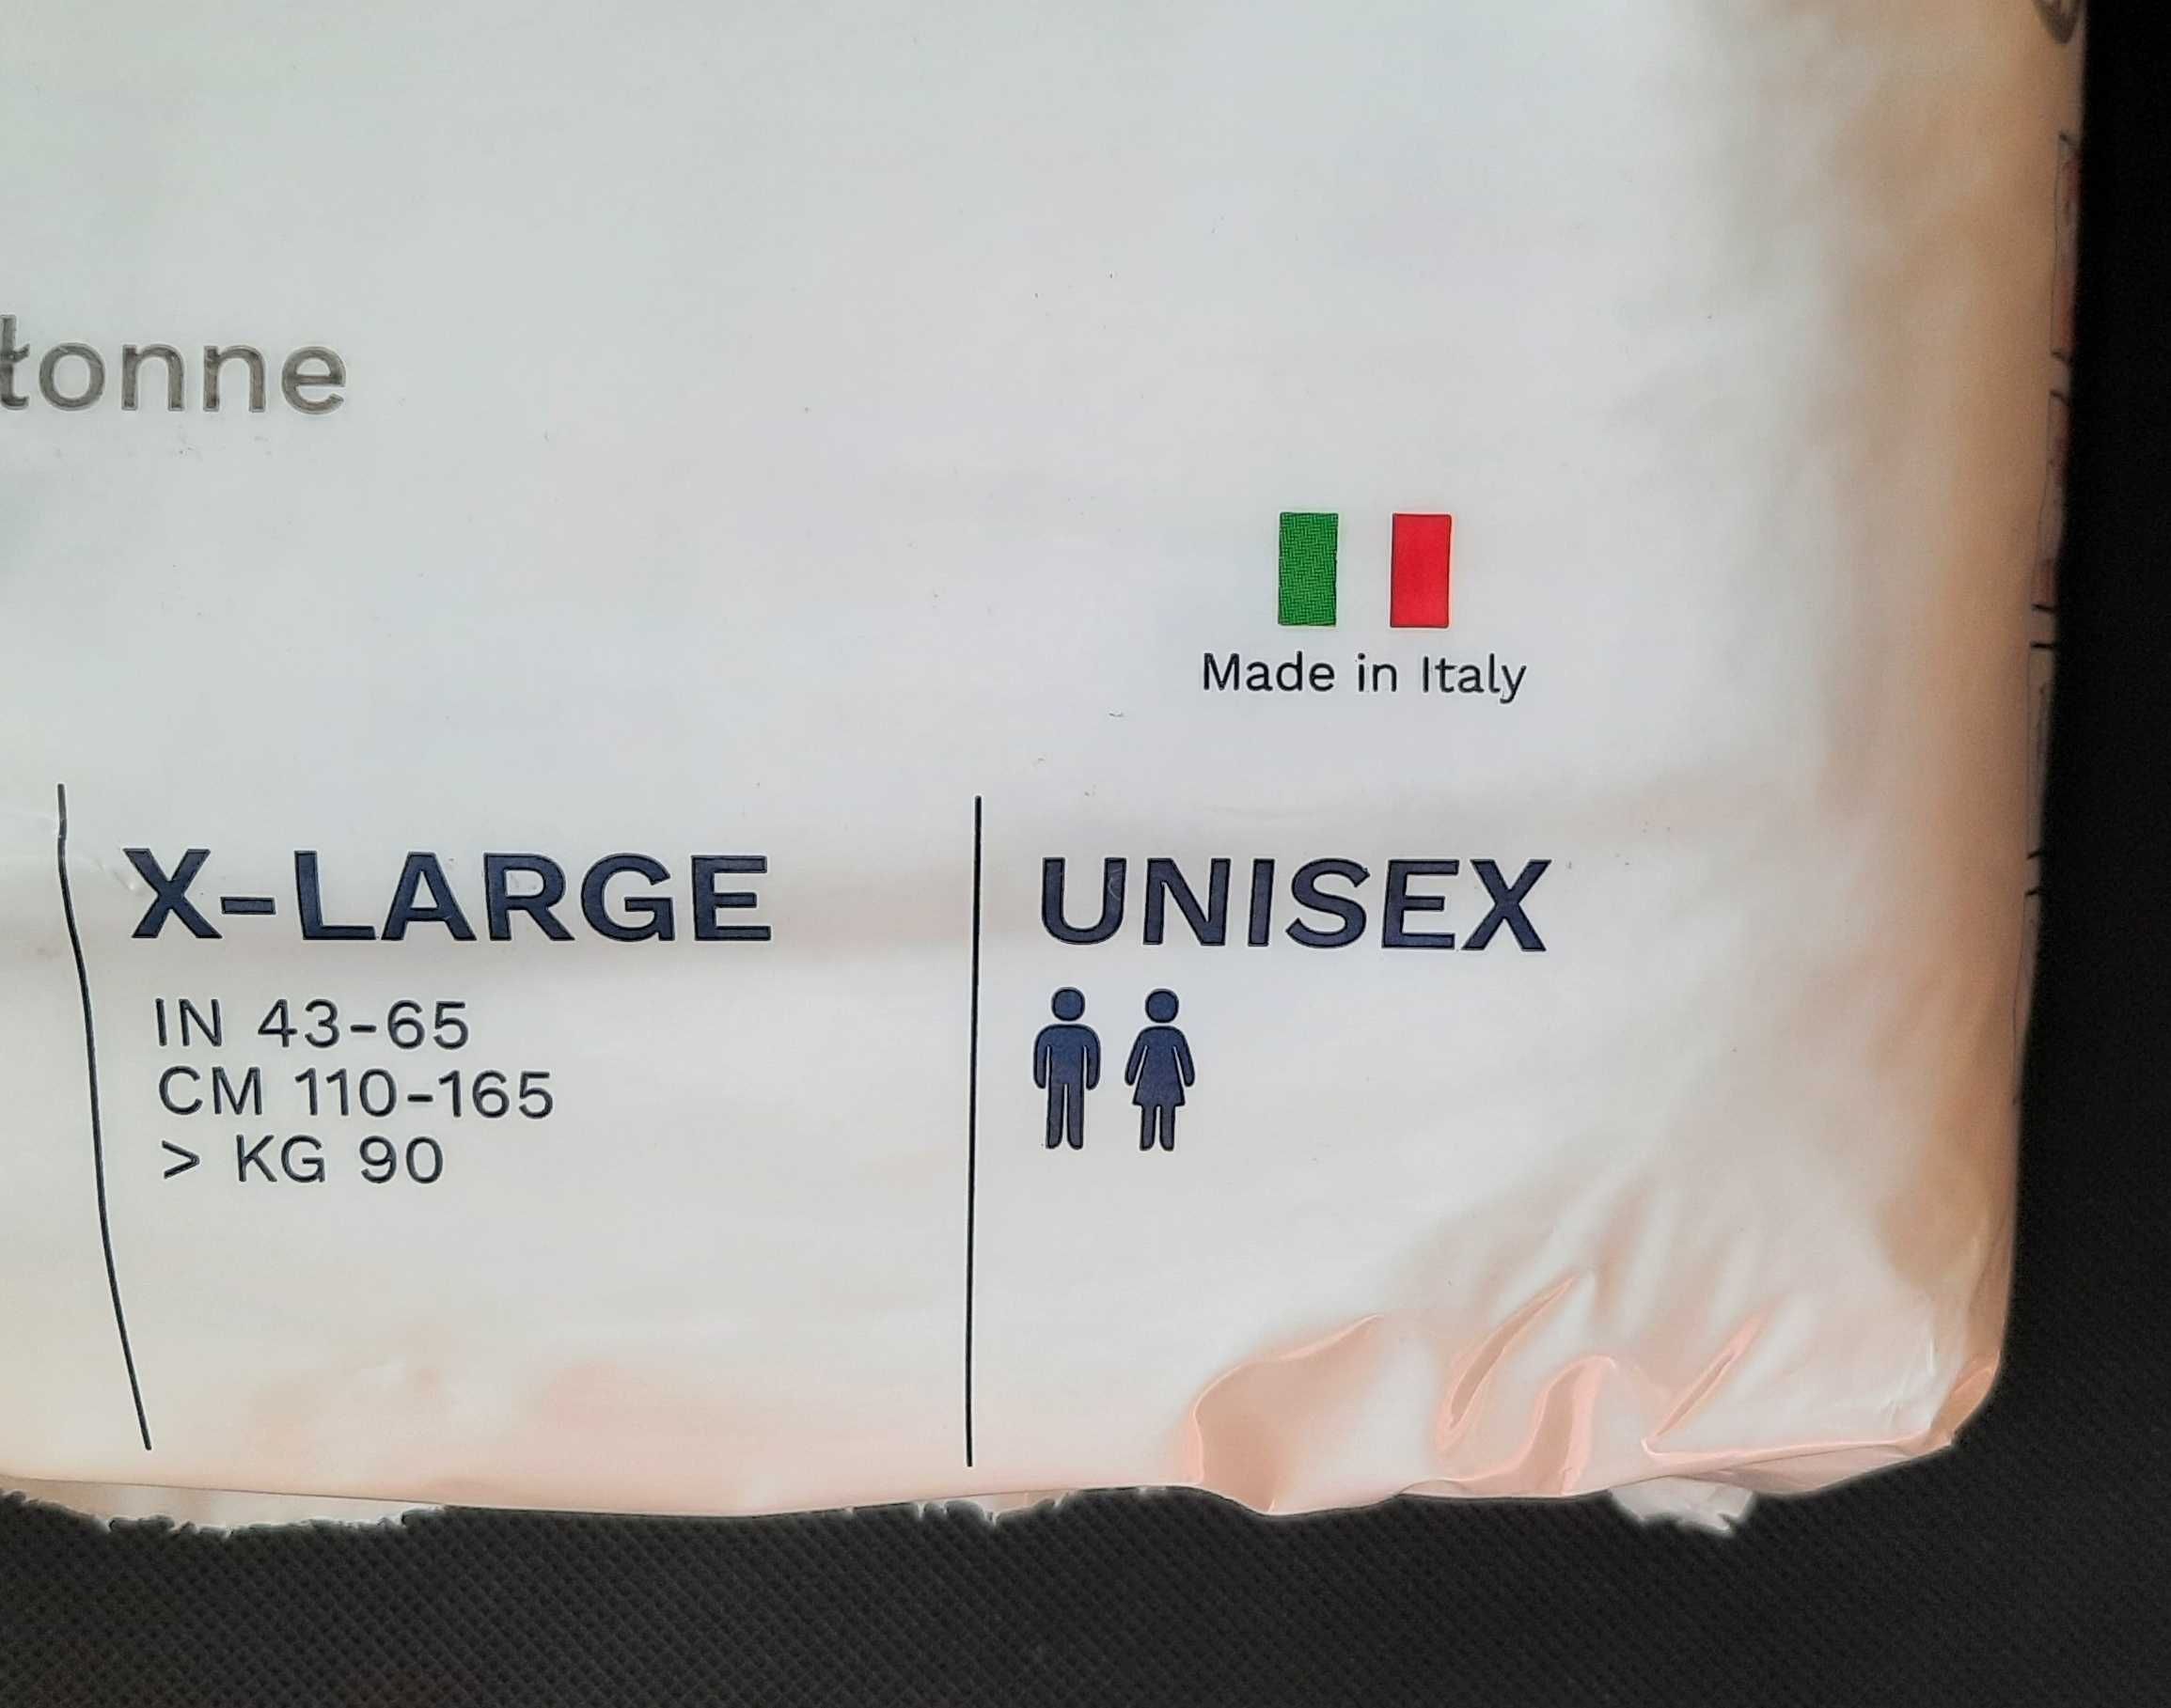 tonne
Made in Italy
X-LARGE
IN 43-65
CM 110-165
> KG 90
UNISEX